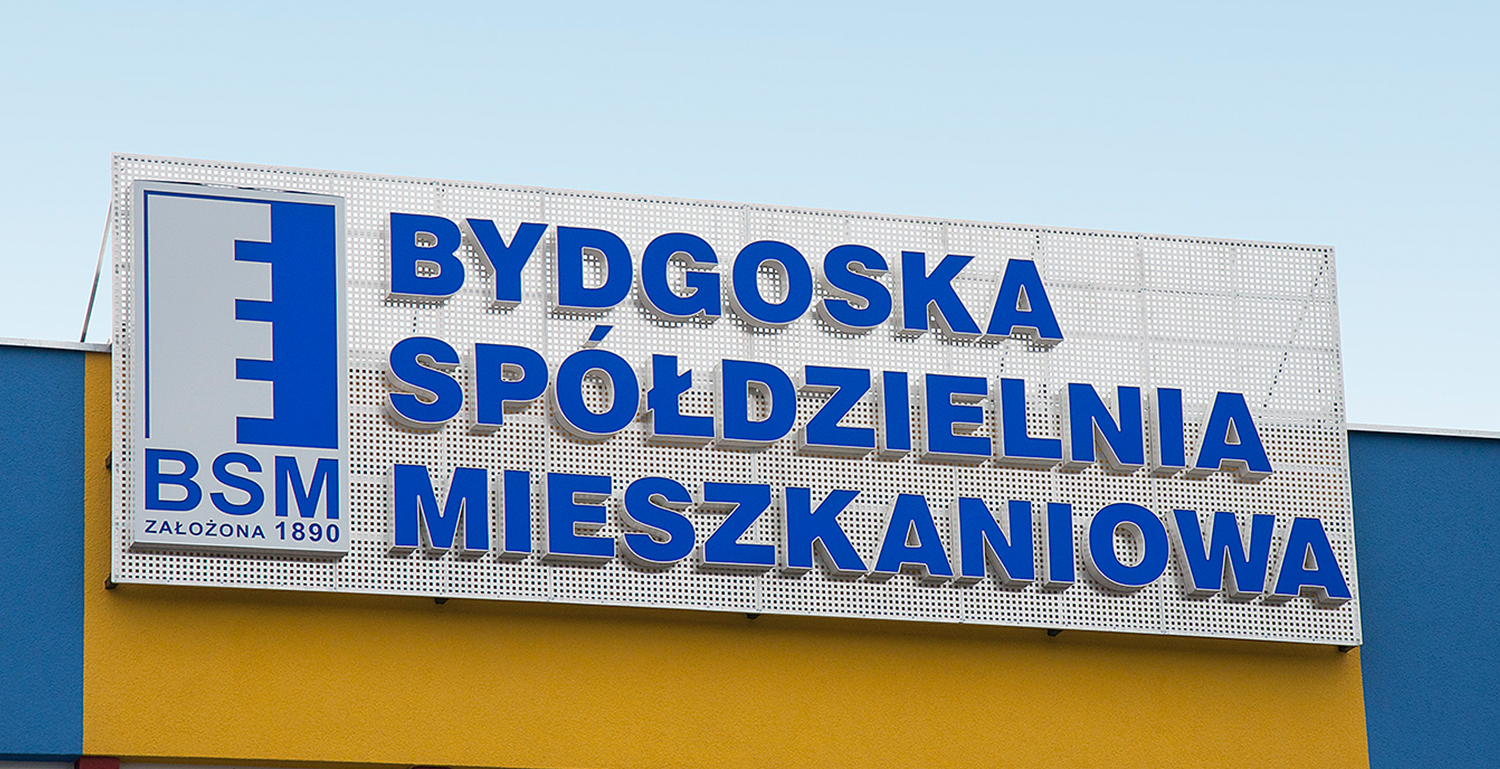 BSM
ZAŁOŻONA 1890
BYDGOSKA
SPÓŁDZIELNIA
MIESZKANIOWA